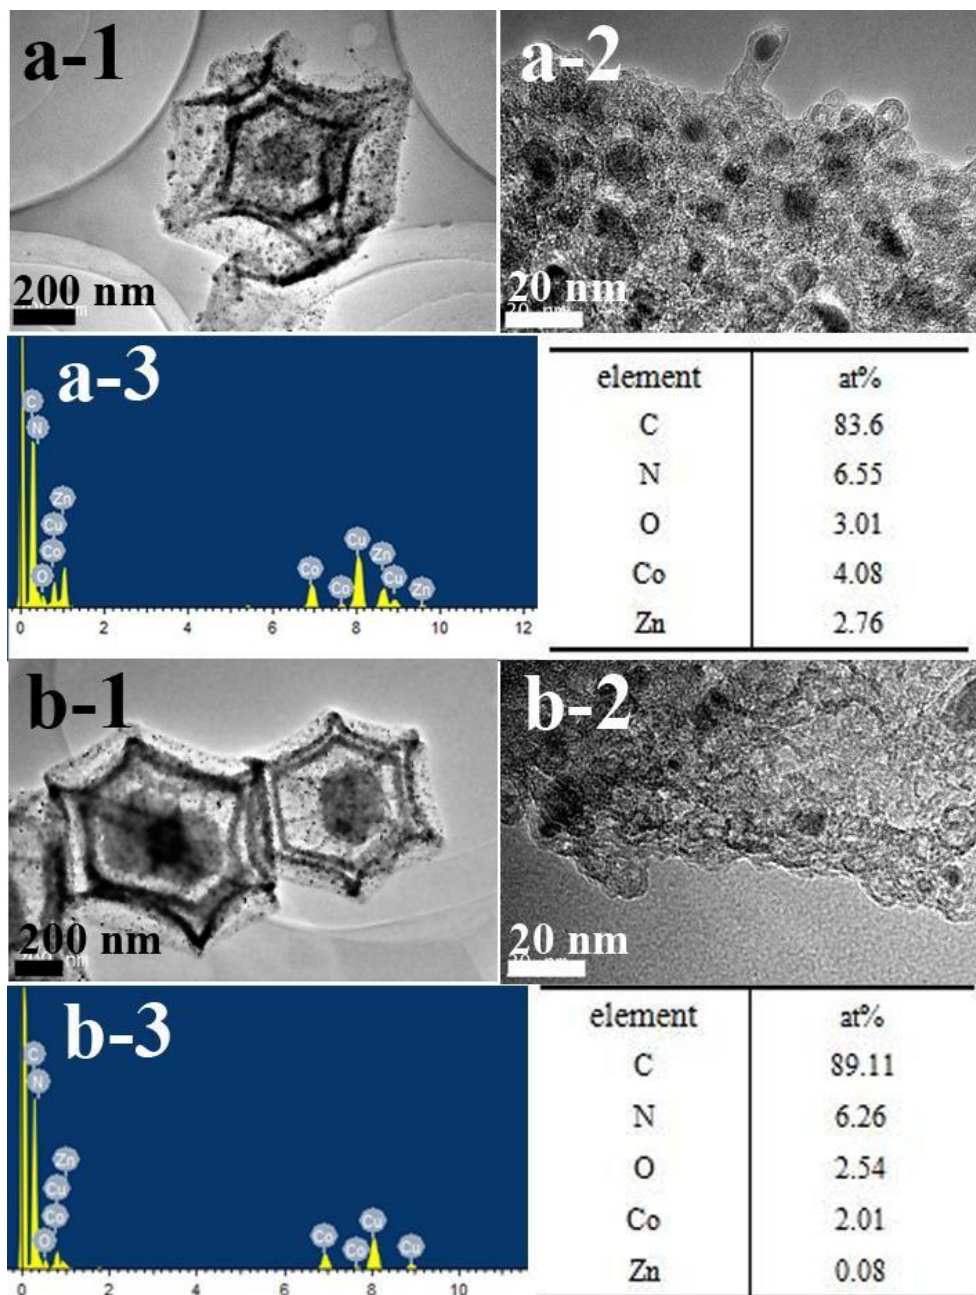 a-1
200 nm
a-2
20 nm
a-3
C
N
Zn
Cu
Co
O
Co
Co
Cu
Zn
Cu
Zn
0 2 4 6 8 10 12
element at%
C 83.6
N 6.55
O 3.01
Co 4.08
Zn 2.76
b-1
200 nm
b-2
20 nm
b-3
C
N
Zn
Cu
Co
O
Co
Co
Cu
Cu
0 2 4 6 8 10
element at%
C 89.11
N 6.26
O 2.54
Co 2.01
Zn 0.08